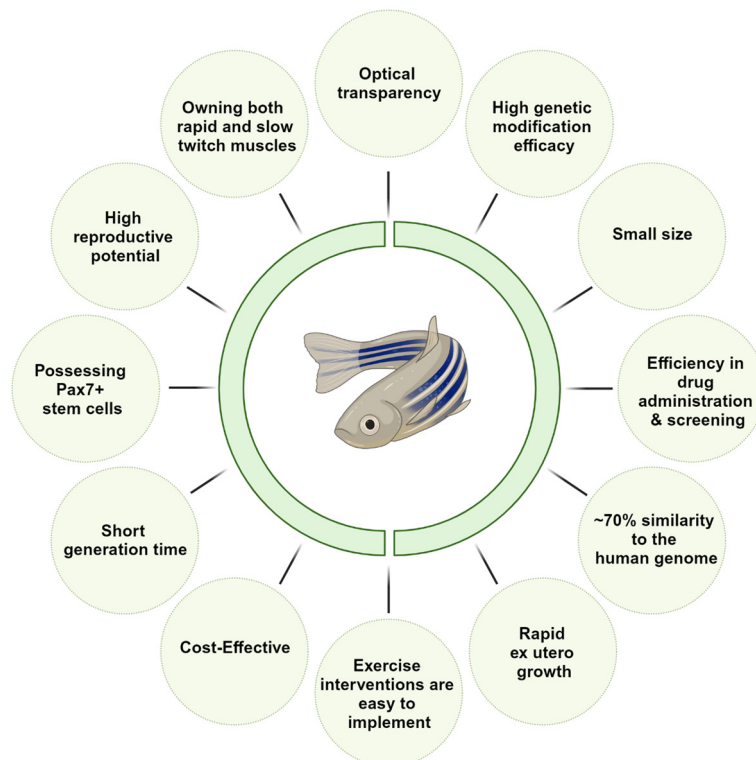 Optical
transparency
High genetic
modification
efficacy
Small size
Efficiency in
drug
administration
& screening
~70% similarity
to the
human genome
Rapid
ex utero
growth
Exercise
interventions are
easy to
implement
Cost-Effective
Short
generation time
Possessing
Pax7+
stem cells
High
reproductive
potential
Owning both
rapid and slow
twitch muscles